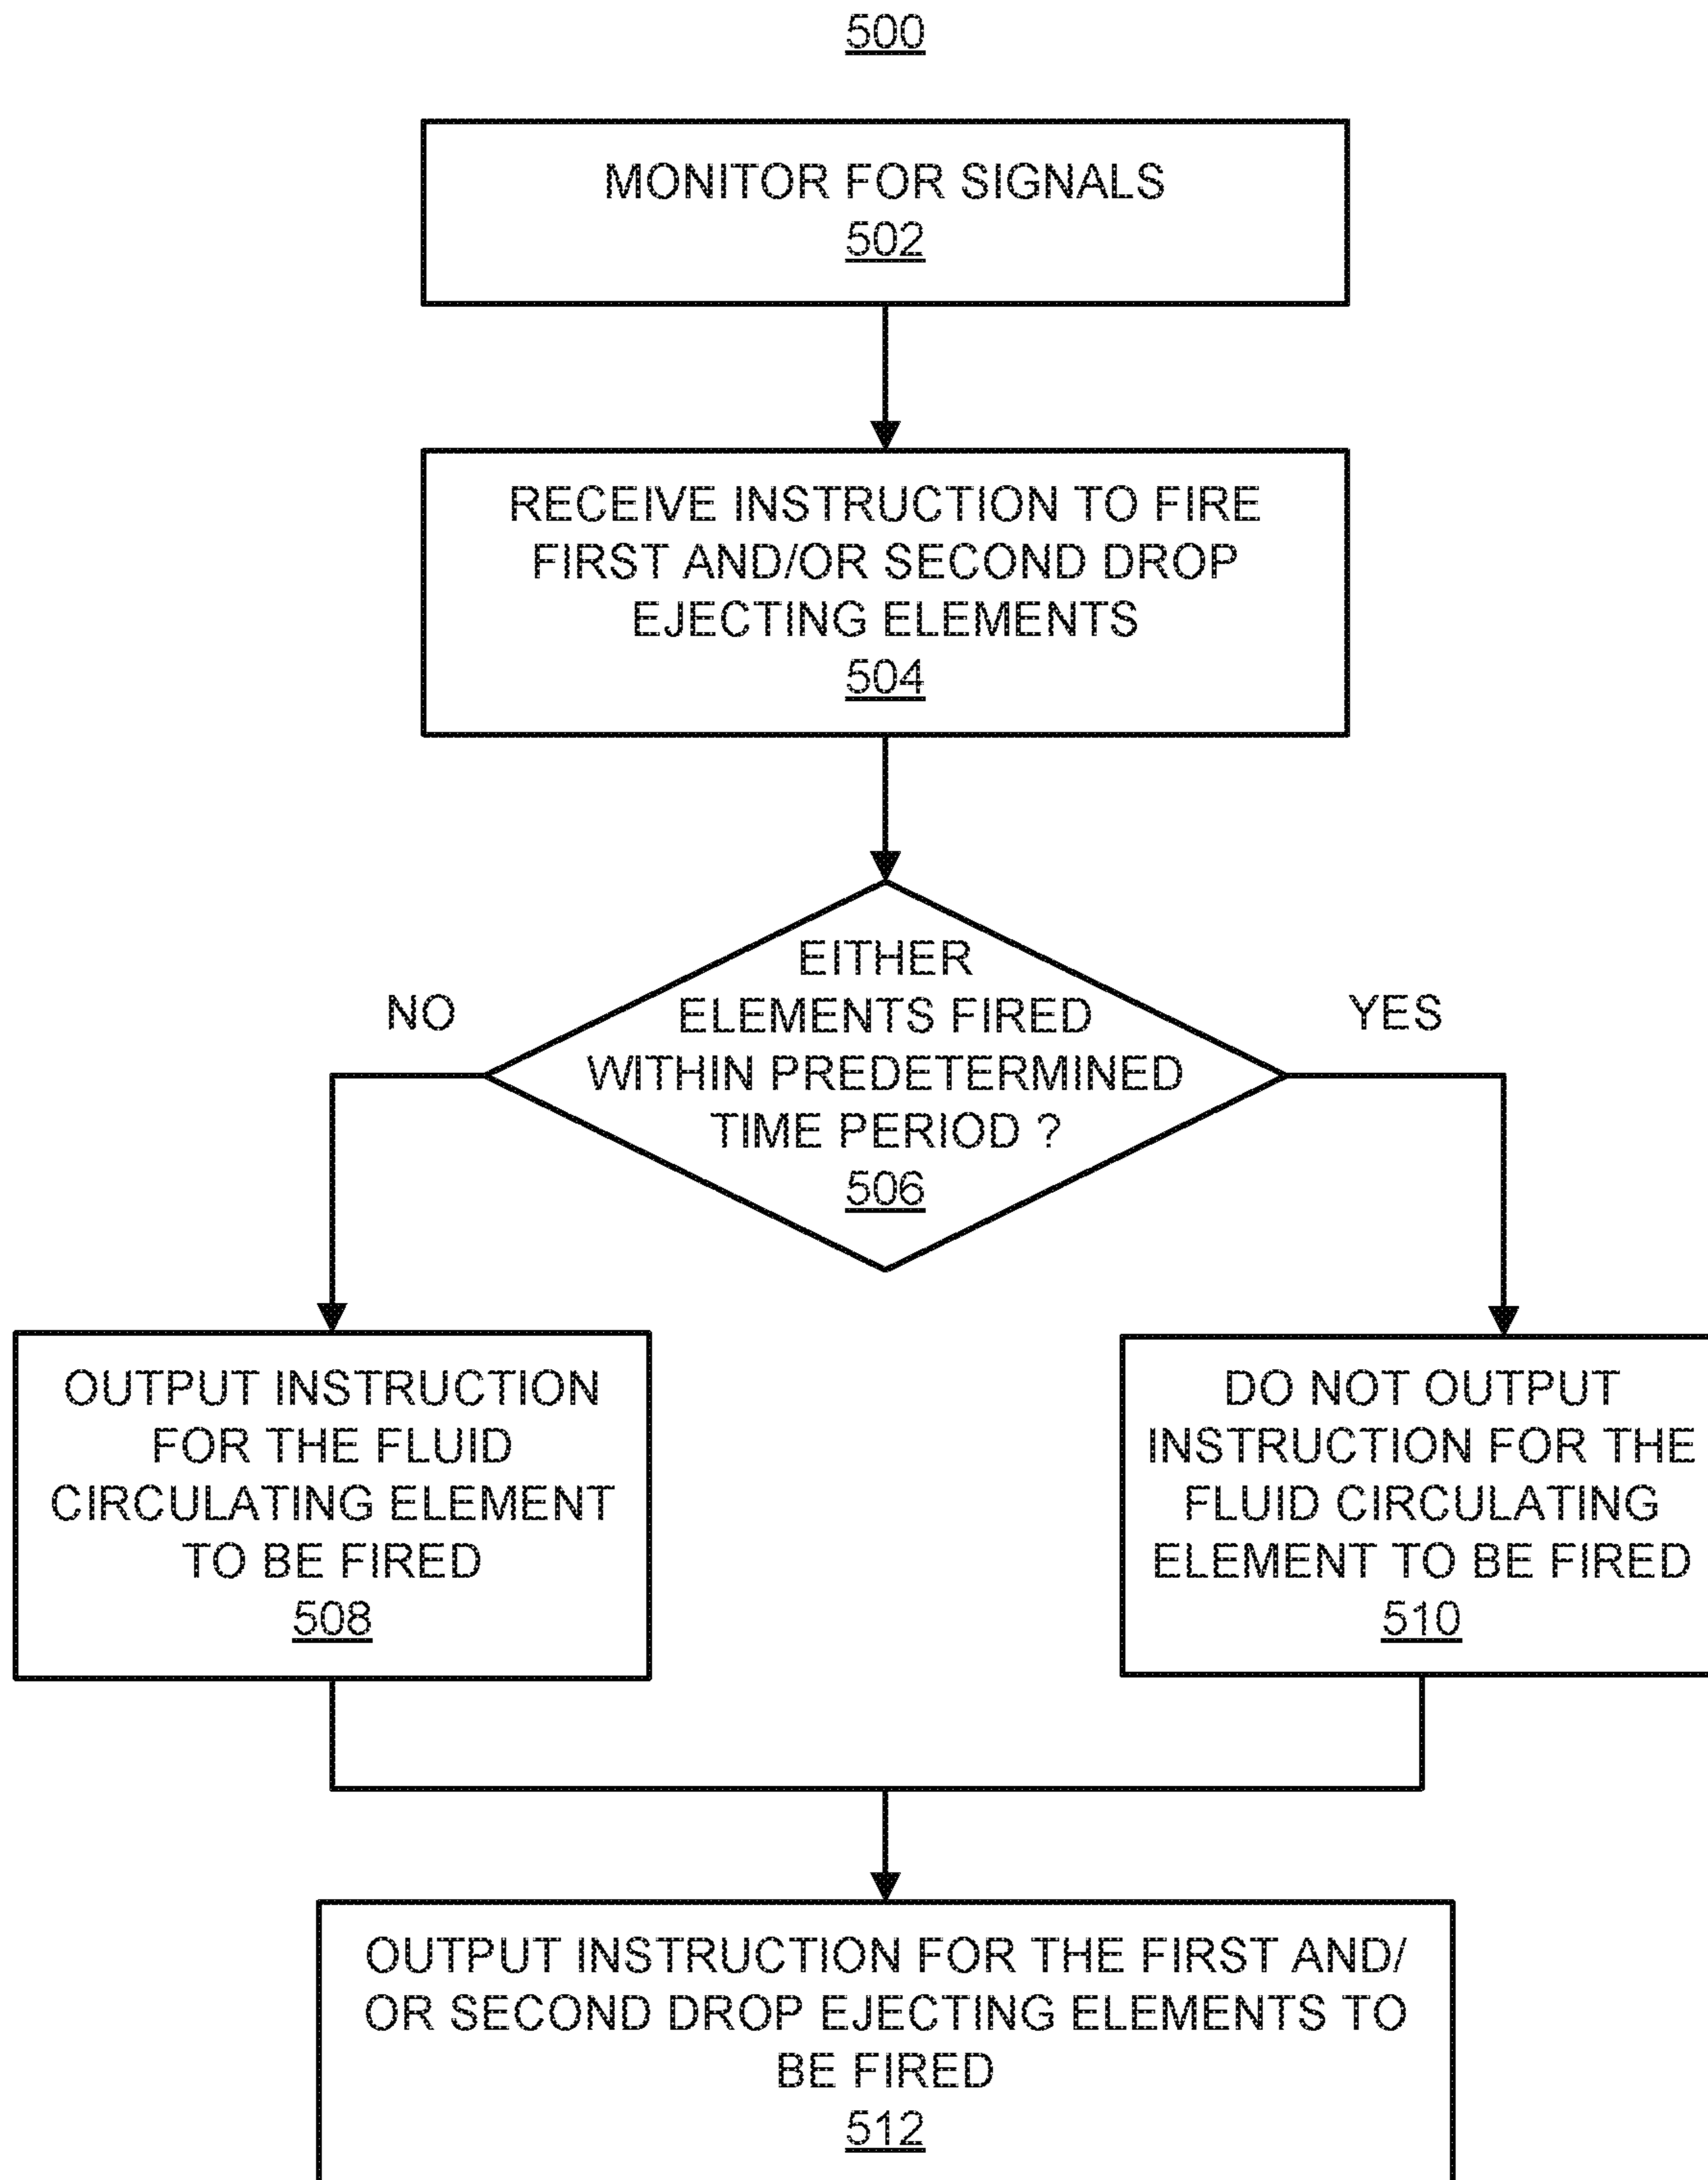 500
MONITOR FOR SIGNALS
502
RECEIVE INSTRUCTION TO FIRE
FIRST AND/OR SECOND DROP
EJECTING ELEMENTS
504
EITHER
ELEMENTS FIRED
WITHIN PREDETERMINED
TIME PERIOD ?
506
NO
YES
OUTPUT INSTRUCTION
FOR THE FLUID
CIRCULATING ELEMENT
TO BE FIRED
508
DO NOT OUTPUT
INSTRUCTION FOR THE
FLUID CIRCULATING
ELEMENT TO BE FIRED
510
OUTPUT INSTRUCTION FOR THE FIRST AND/
OR SECOND DROP EJECTING ELEMENTS TO
BE FIRED
512